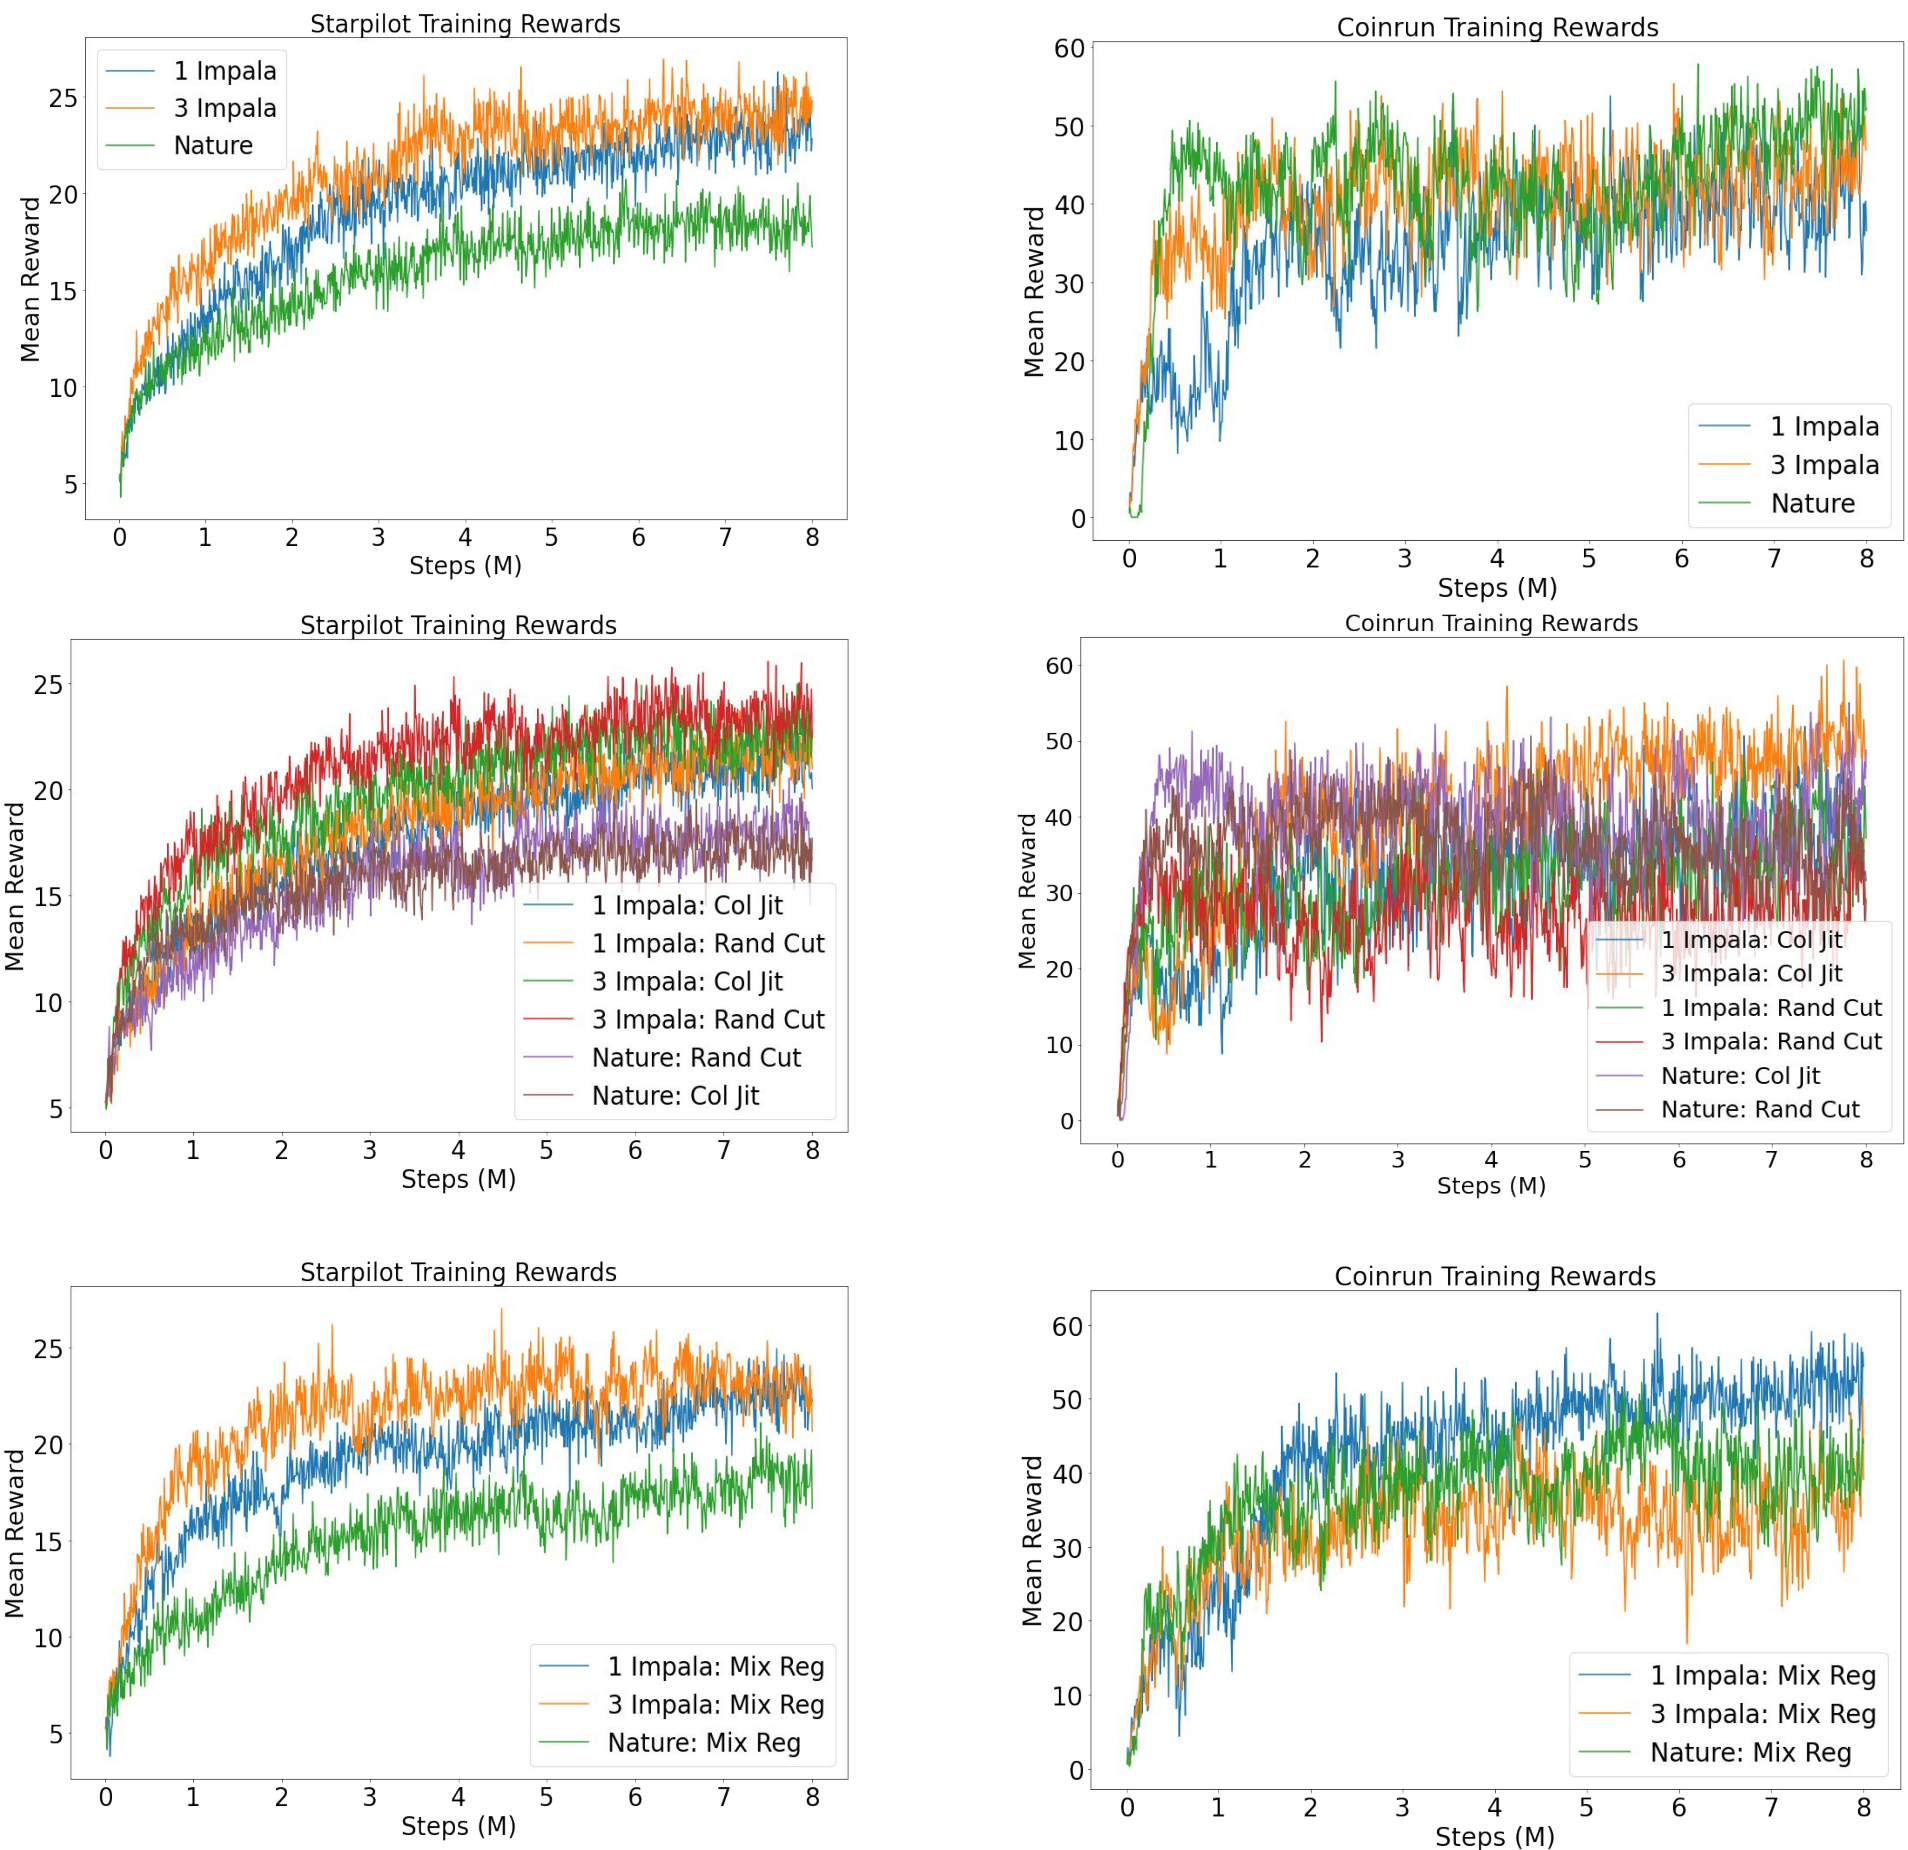 Starpilot Training Rewards
1 Impala
3 Impala
Nature
25
20
15
10
5
Mean Reward
0 1 2 3 4 5 6 7 8
Steps (M)
Coinrun Training Rewards
60
50
40
30
20
10
0
Mean Reward
1 Impala
3 Impala
Nature
0 1 2 3 4 5 6 7 8
Steps (M)
Starpilot Training Rewards
25
20
15
10
5
Mean Reward
1 Impala: Col Jit
1 Impala: Rand Cut
3 Impala: Col Jit
3 Impala: Rand Cut
Nature: Rand Cut
Nature: Col Jit
0 1 2 3 4 5 6 7 8
Steps (M)
Coinrun Training Rewards
60
50
40
30
20
10
0
Mean Reward
1 Impala: Col Jit
3 Impala: Col Jit
1 Impala: Rand Cut
3 Impala: Rand Cut
Nature: Col Jit
Nature: Rand Cut
0 1 2 3 4 5 6 7 8
Steps (M)
Starpilot Training Rewards
25
20
15
10
5
Mean Reward
1 Impala: Mix Reg
3 Impala: Mix Reg
Nature: Mix Reg
0 1 2 3 4 5 6 7 8
Steps (M)
Coinrun Training Rewards
60
50
40
30
20
10
0
Mean Reward
1 Impala: Mix Reg
3 Impala: Mix Reg
Nature: Mix Reg
0 1 2 3 4 5 6 7 8
Steps (M)